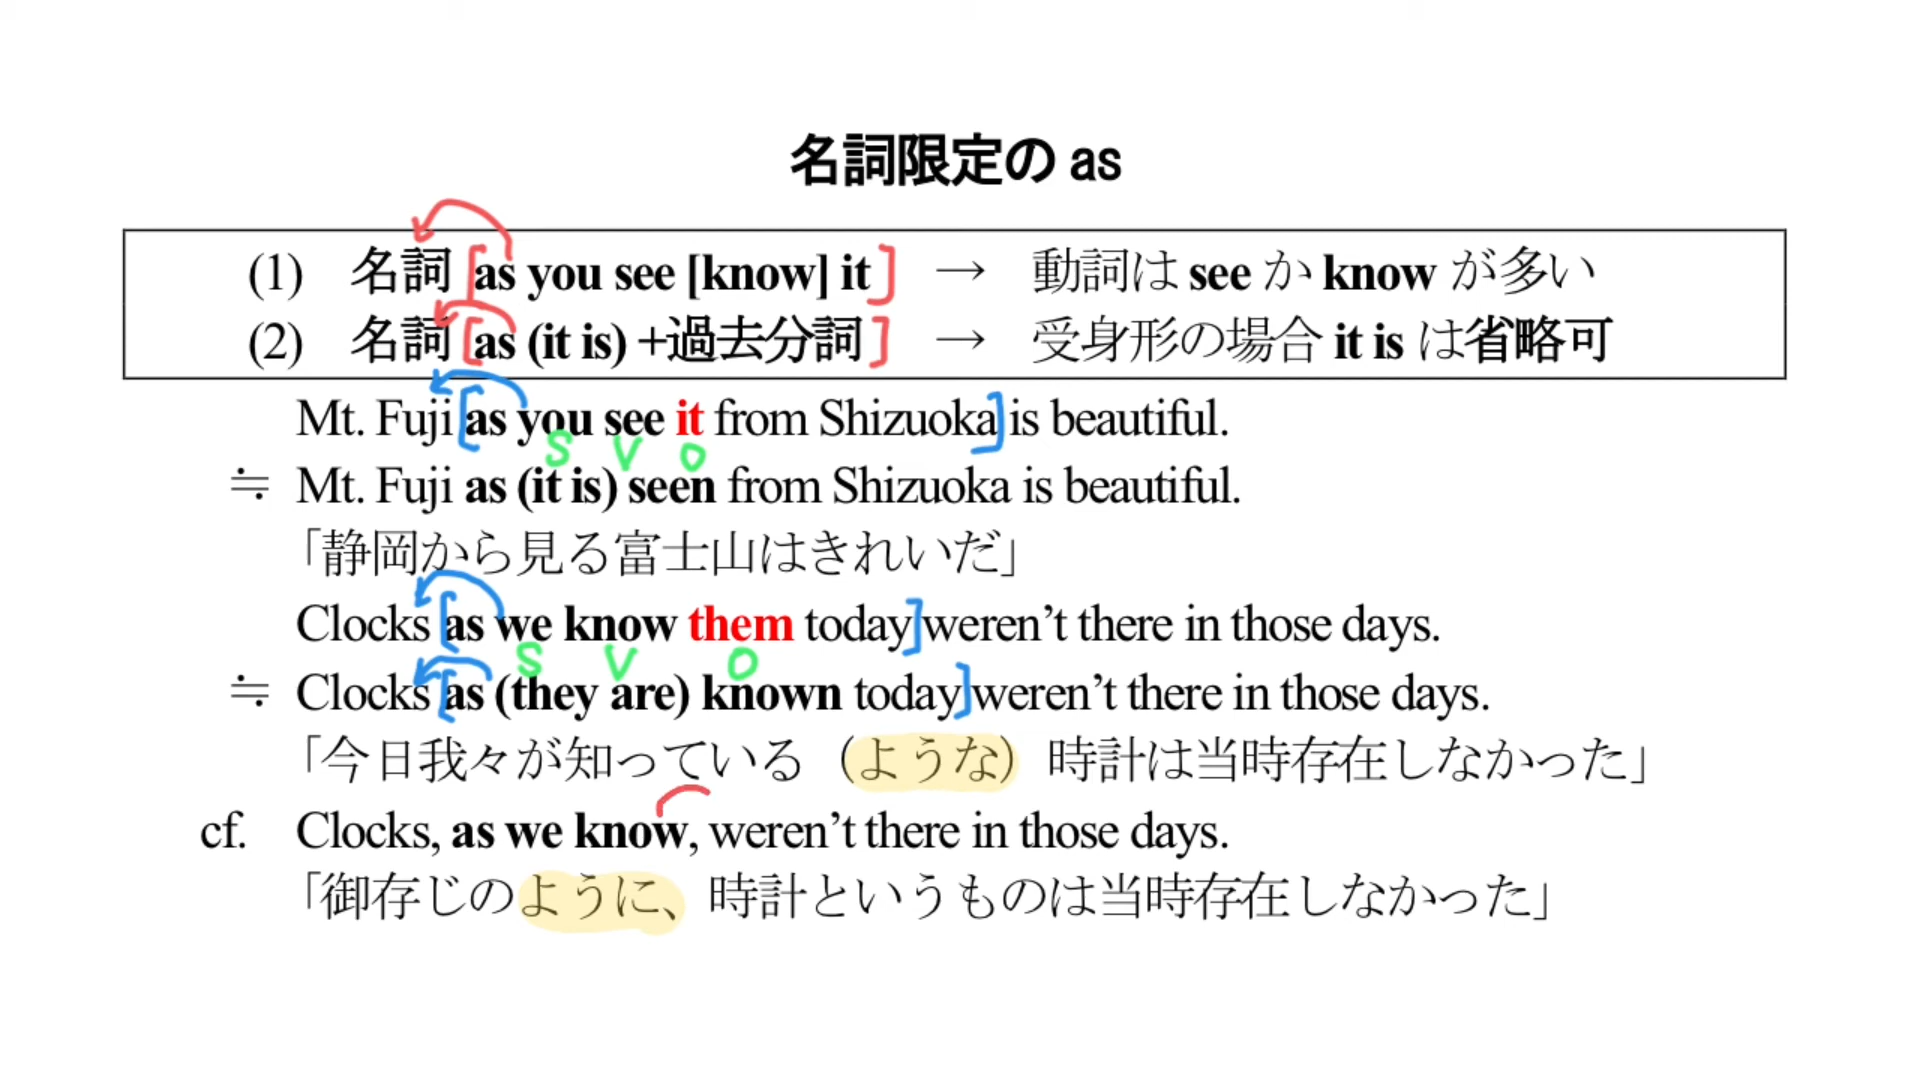 名詞限定の as
(1) 名詞 [as you see [know] it] → 動詞は see か know が多い
(2) 名詞 [as (it is) +過去分詞] → 受身形の場合 it is は省略可
Mt. Fuji [as you see it from Shizuoka] is beautiful.
S V O
≒ Mt. Fuji as (it is) seen from Shizuoka is beautiful.
「静岡から見る富士山はきれいだ」
Clocks [as we know them today] weren't there in those days.
S V O
≒ Clocks [as (they are) known today] weren't there in those days.
「今日我々が知っている（ような）時計は当時存在しなかった」
cf. Clocks, as we know, weren't there in those days.
「御存じのように、時計というものは当時存在しなかった」